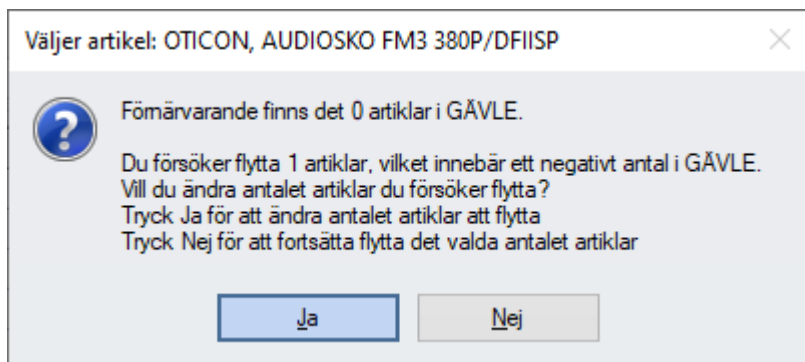 Väljer artikel: OTICON, AUDIOSKO FM3 380P/DFIISP
Förnärvarande finns det 0 artiklar i GÄVLE.
Du försöker flytta 1 artiklar, vilket innebär ett negativt antal i GÄVLE.
Vill du ändra antalet artiklar du försöker flytta?
Tryck Ja för att ändra antalet artiklar att flytta
Tryck Nej för att fortsätta flytta det valda antalet artiklar
Ja
Nej